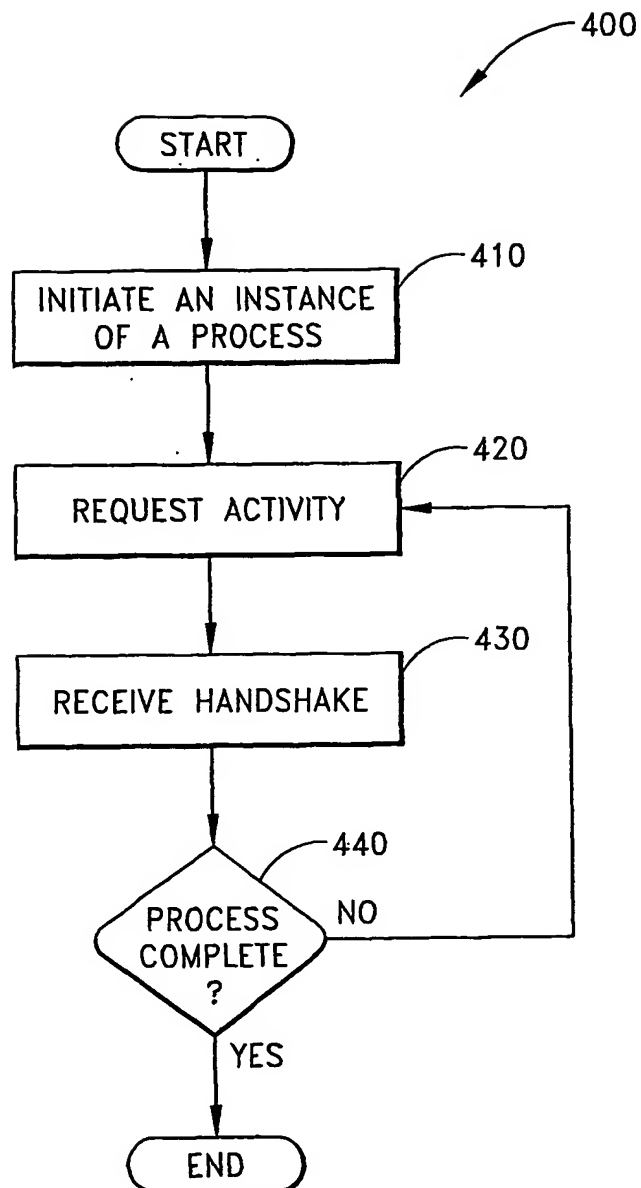 400
START
410
INITIATE AN INSTANCE
OF A PROCESS
420
REQUEST ACTIVITY
430
RECEIVE HANDSHAKE
440
PROCESS
COMPLETE
?
NO
YES
END